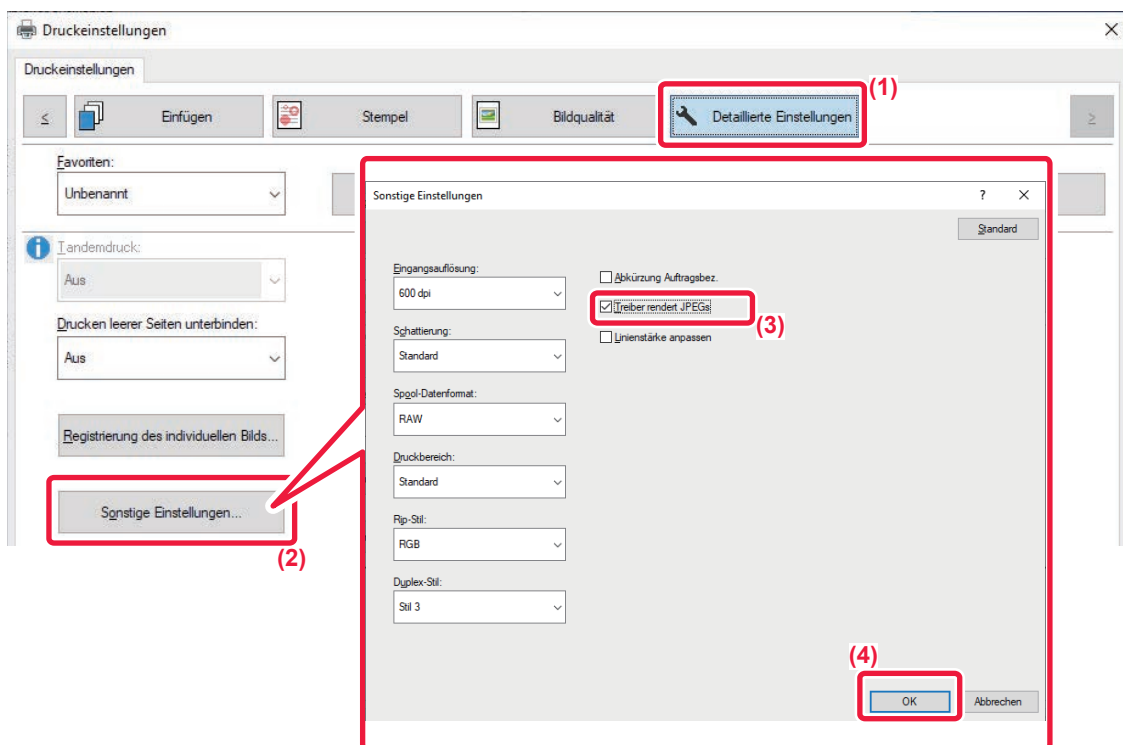 Druckeinstellungen
Druckeinstellungen
(1)
< Einfügen Stempel Bildqualität Detaillierte Einstellungen >
Favoriten:
Unbenannt
Tandemdruck:
Aus
Drucken leerer Seiten unterbinden:
Aus
Registrierung des individuellen Bilds...
Sonstige Einstellungen...
(2)
Sonstige Einstellungen ?
Standard
Eingangsauflösung:
600 dpi
Schattierung:
Standard
Spool-Datenformat:
RAW
Druckbereich:
Standard
Rip-Stil:
RGB
Duplex-Stil:
Stil 3
Abkürzung Auftragsbez.
Treiber rendert JPEGs
(3)
Linienstärke anpassen
(4)
OK Abbrechen